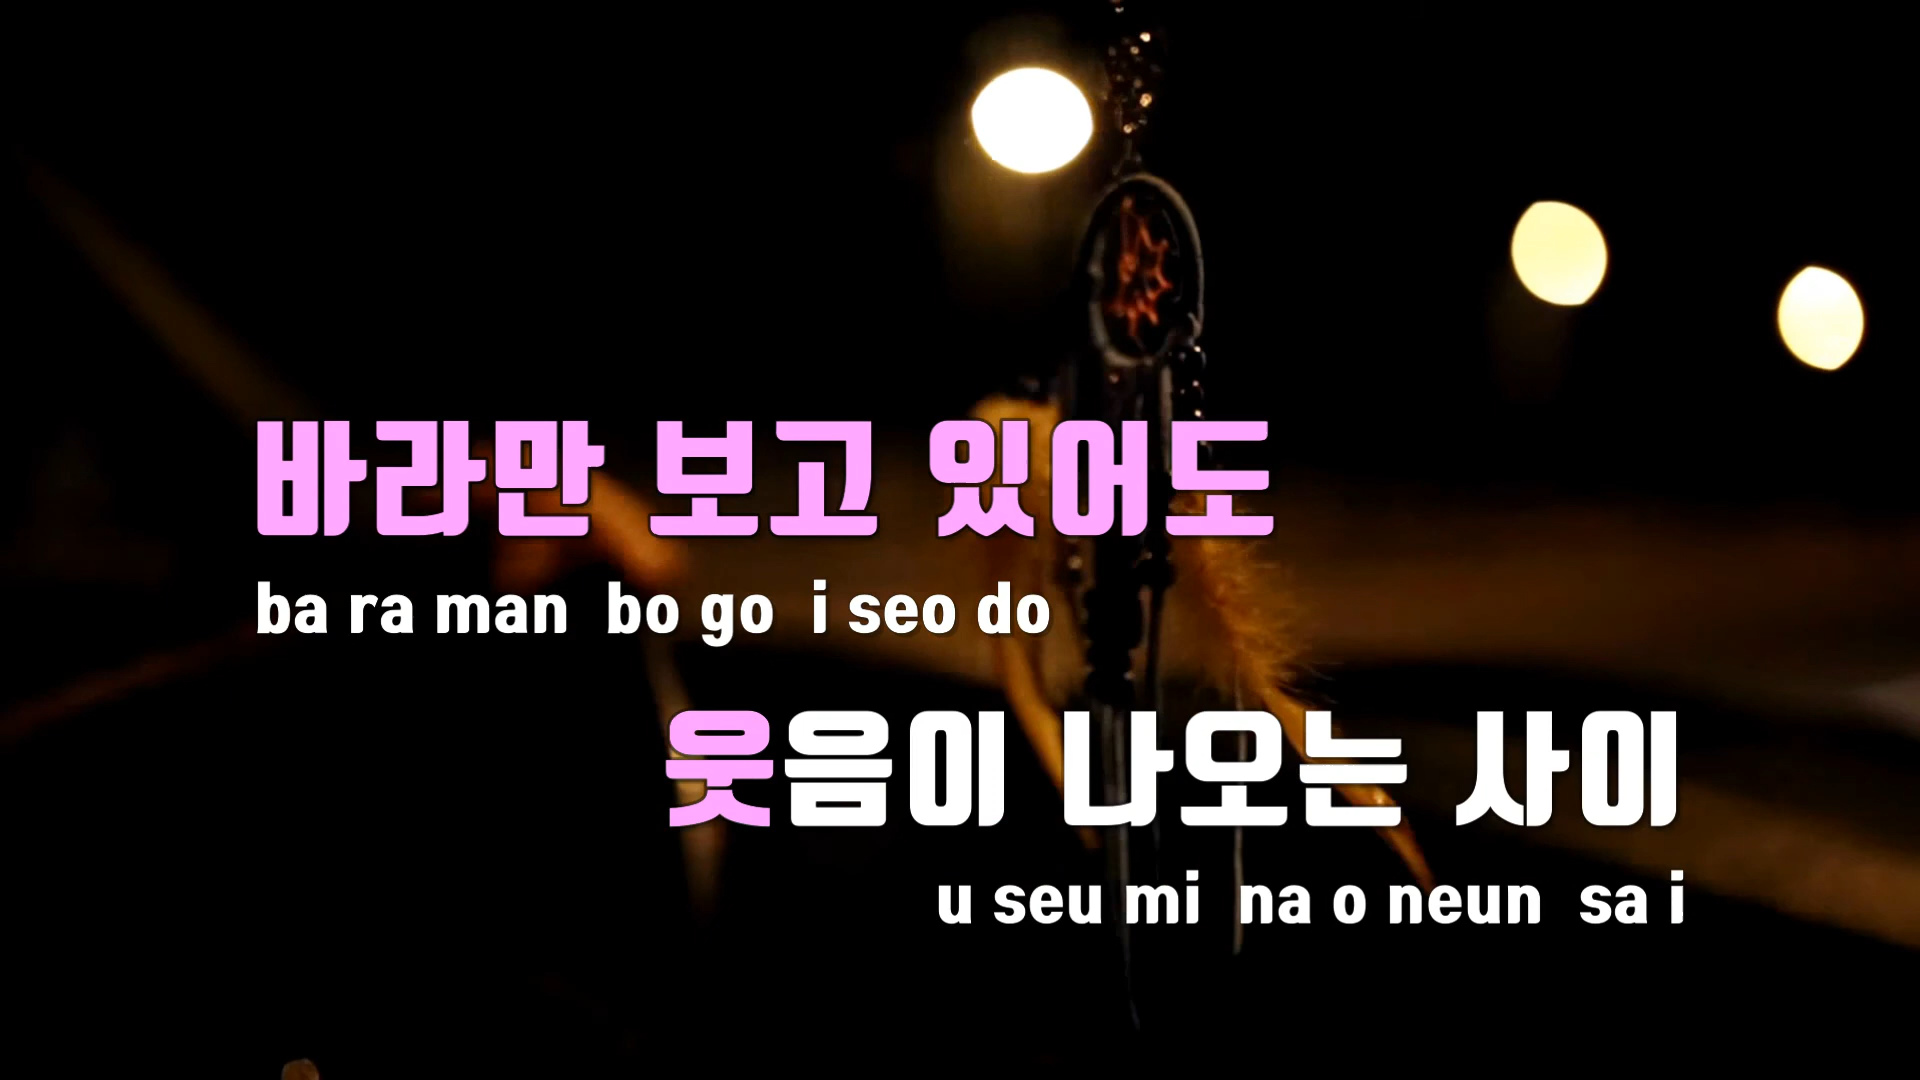 바라만 보고 있어도
ba ra man bo go i seo do
웃음이 나오는 사이
u seu mi na o neun sa i